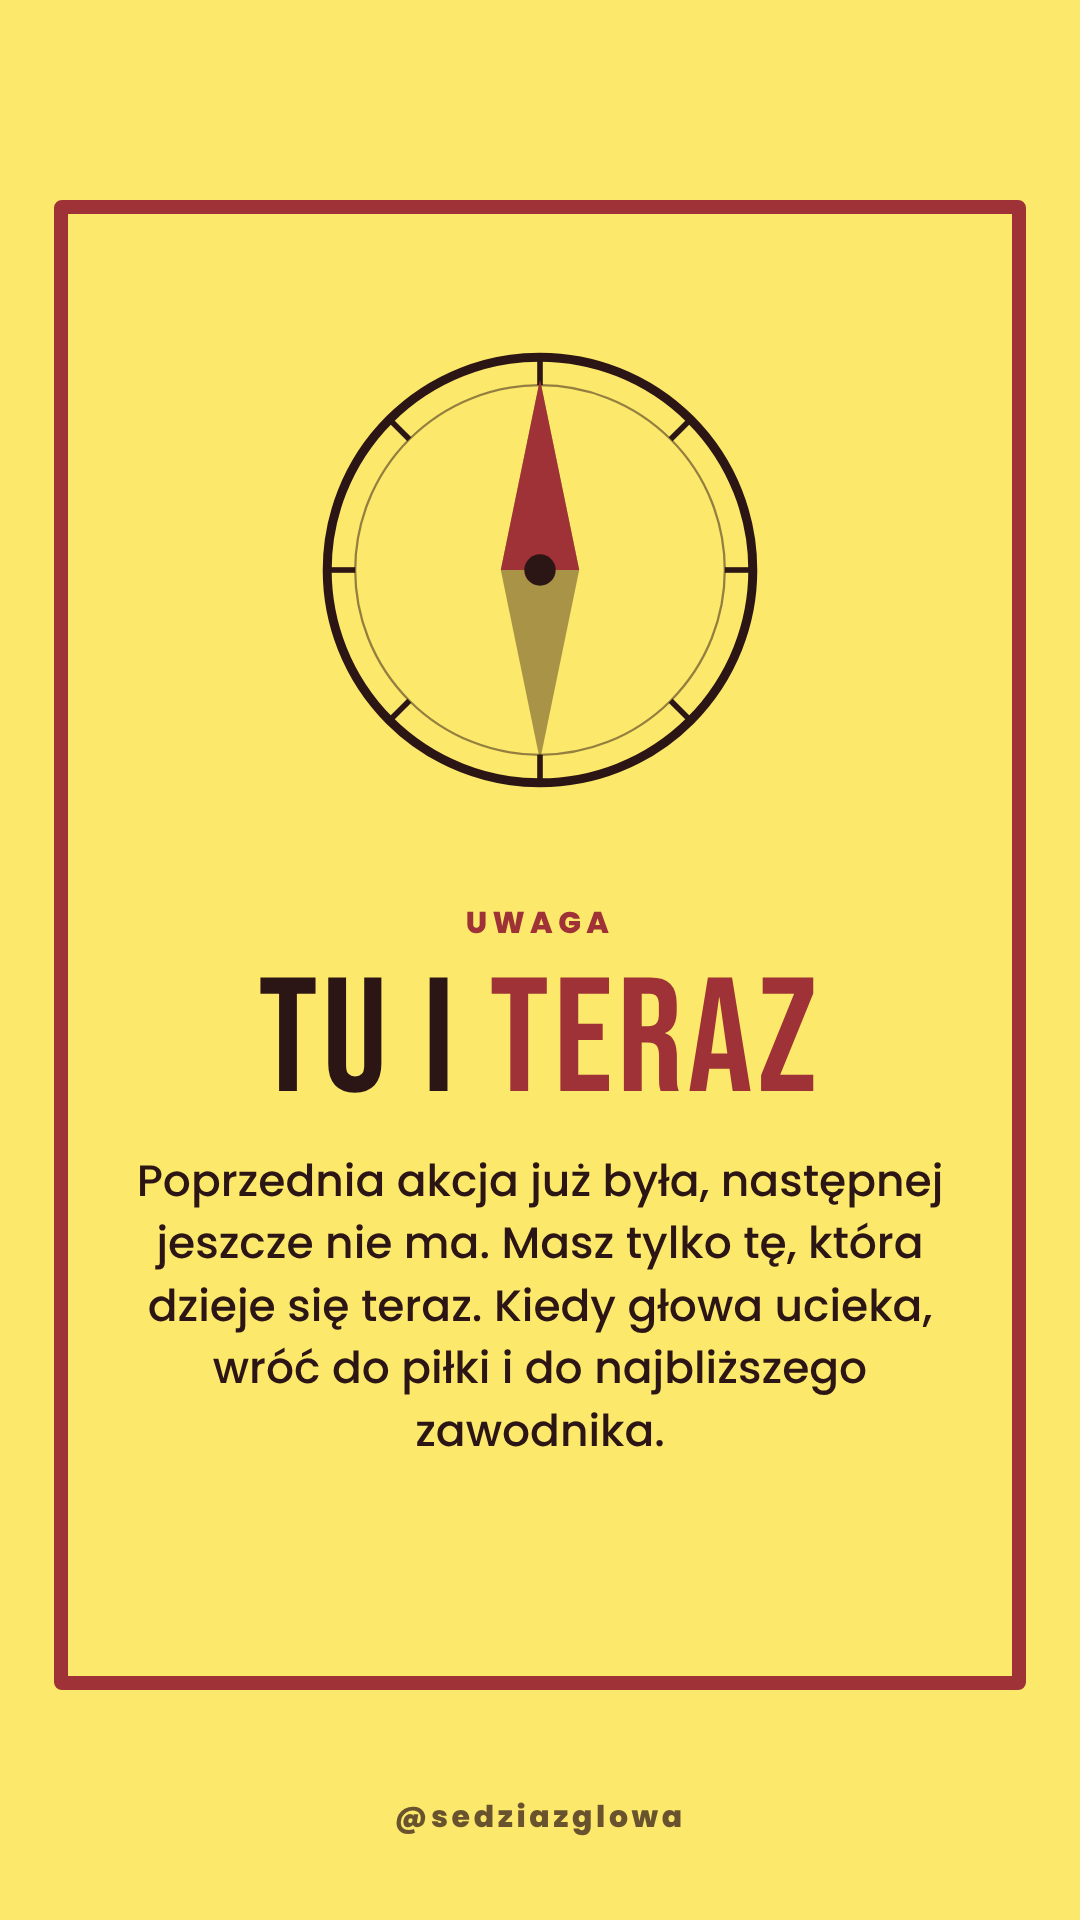 UWAGA
TU I TERAZ
Poprzednia akcja już była, następnej
jeszcze nie ma. Masz tylko tę, która
dzieje się teraz. Kiedy głowa ucieka,
wróć do piłki i do najbliższego
zawodnika.
@sedziazglowa